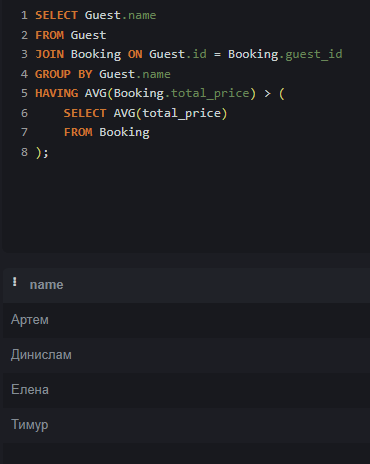 1 SELECT Guest.name
2 FROM Guest
3 JOIN Booking ON Guest.id = Booking.guest_id
4 GROUP BY Guest.name
5 HAVING AVG(Booking.total_price) > (
6     SELECT AVG(total_price)
7     FROM Booking
8 );
name
Артем
Динислам
Елена
Тимур